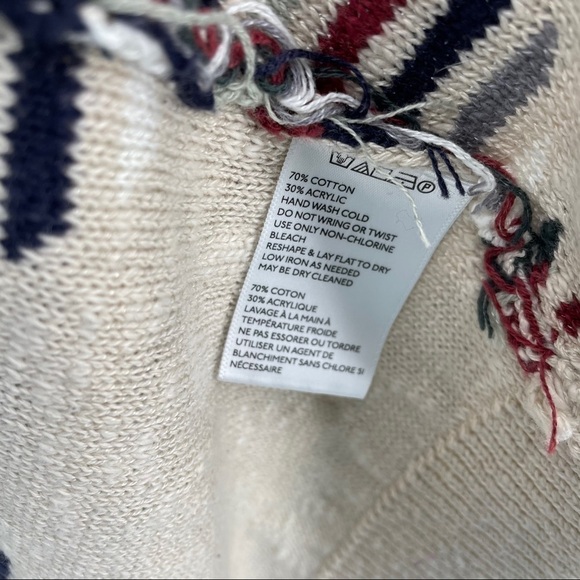 70% COTTON
30% ACRYLIC
HAND WASH COLD
DO NOT WRING OR TWIST
USE ONLY NON-CHLORINE
BLEACH
RESHAPE & LAY FLAT TO DRY
LOW IRON AS NEEDED
MAY BE DRY CLEANED
70% COTON
30% ACRYLIQUE
LAVAGE À LA MAIN À
TEMPÉRATURE FROIDE
NE PAS ESSORER OU TORDRE
UTILISER UN AGENT DE
BLANCHIMENT SANS CHLORE SI
NÉCESSAIRE